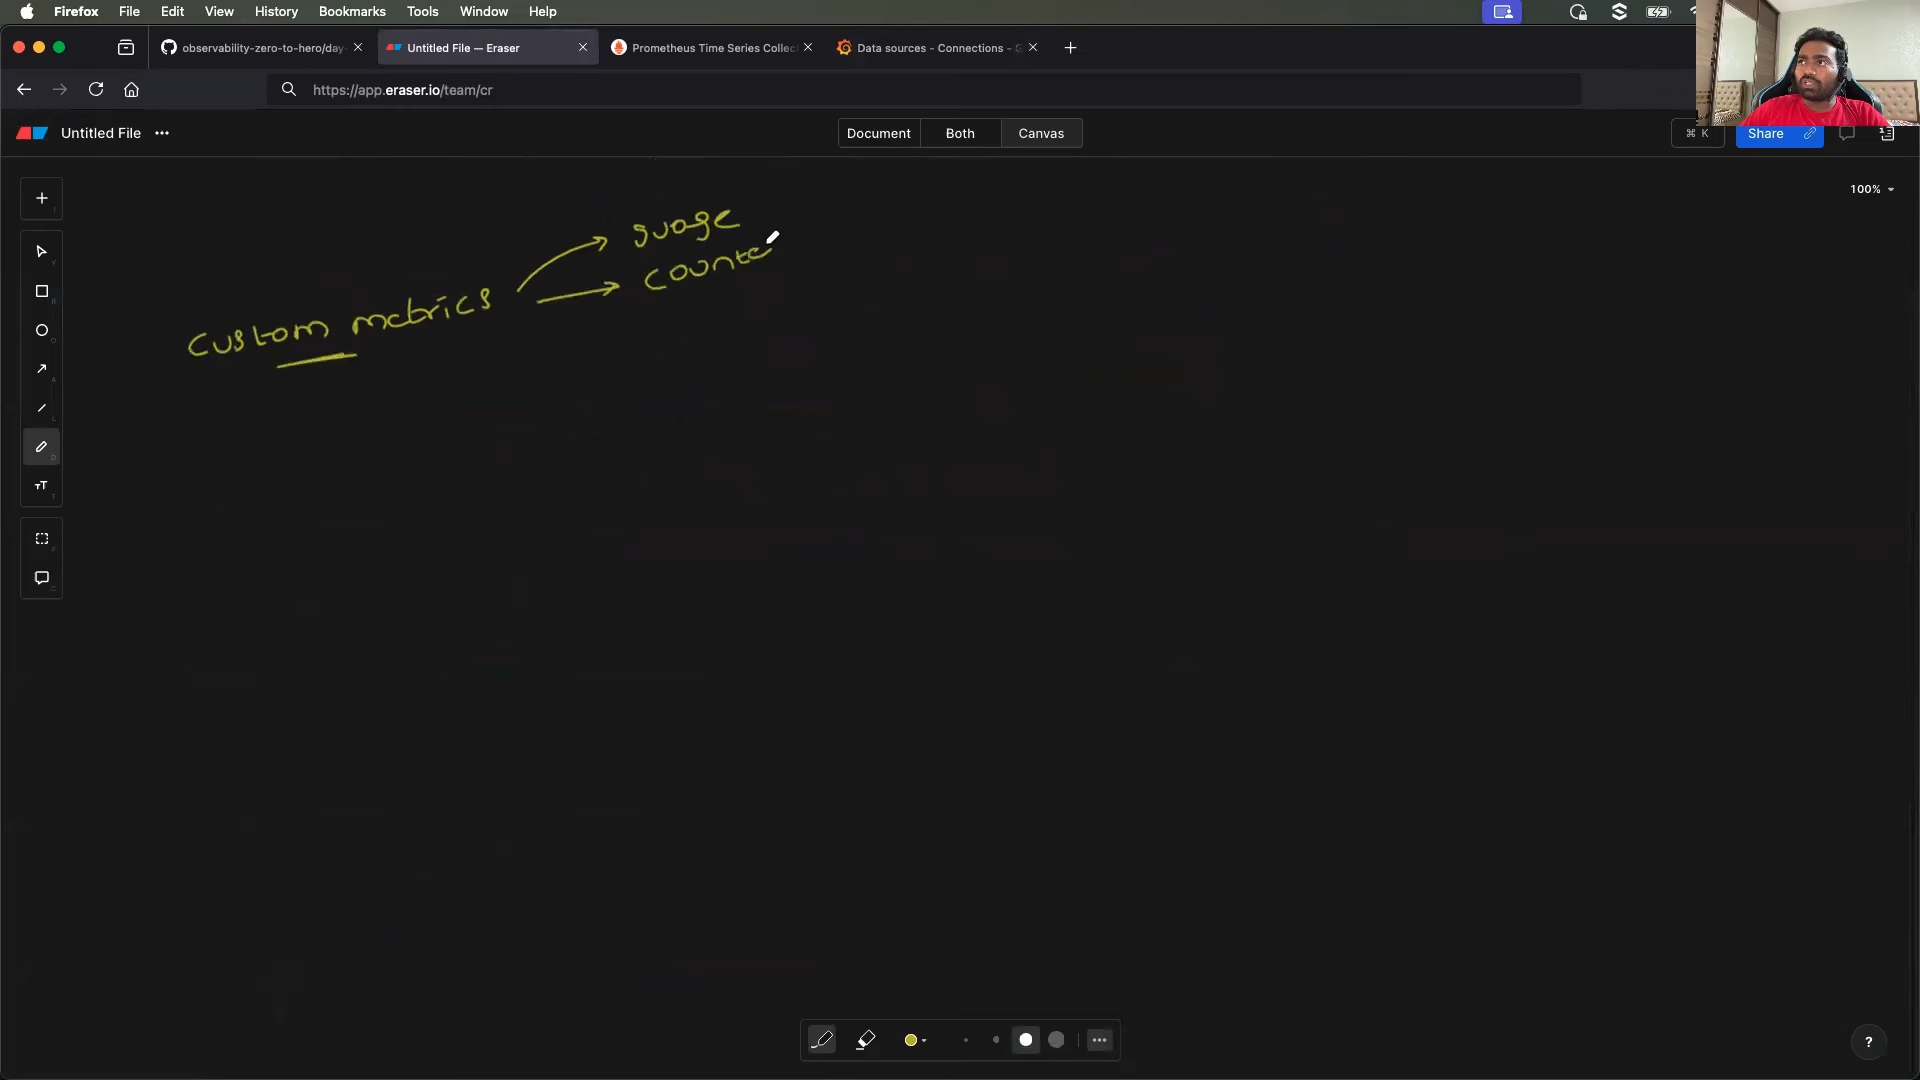 Firefox File Edit View History Bookmarks Tools Window Help
observability-zero-to-hero/day- Untitled File — Eraser Prometheus Time Series Collec Data sources - Connections - G
https://app.eraser.io/team/cr
Untitled File
Document Both Canvas
⌘ K Share
100%
guage
counte
custom metrics
?